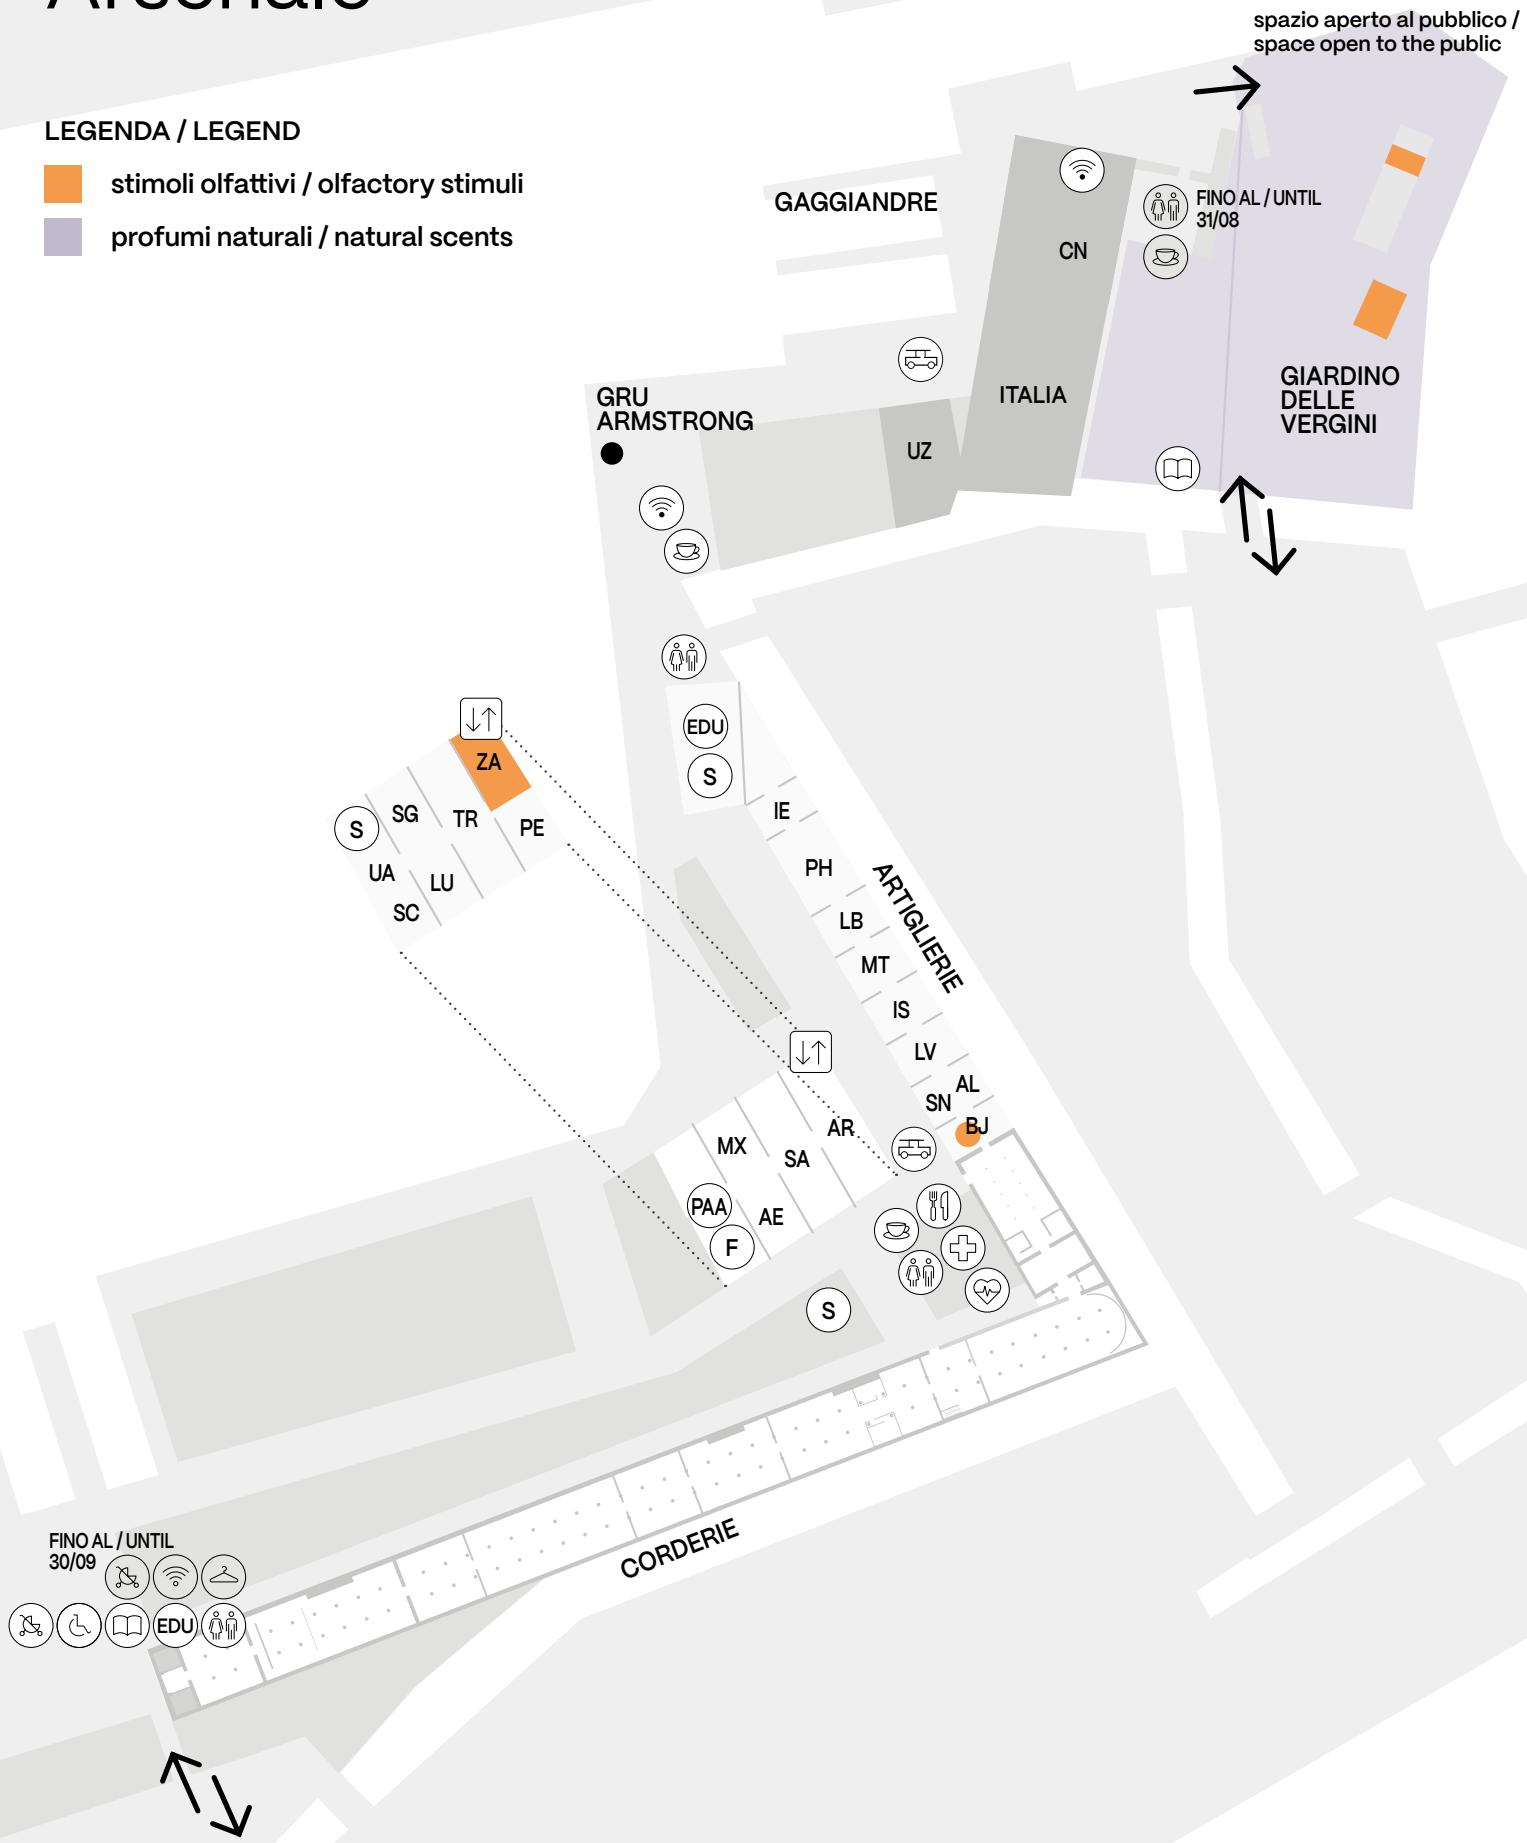 Arsenale
spazio aperto al pubblico /
space open to the public
LEGENDA / LEGEND
stimoli olfattivi / olfactory stimuli
profumi naturali / natural scents
GAGGIANDRE
FINO AL / UNTIL
31/08
CN
ITALIA
GIARDINO
DELLE
VERGINI
GRU
ARMSTRONG
UZ
EDU
S
ZA
SG
TR
PE
S
UA
LU
SC
IE
PH
LB
MT
IS
LV
AL
SN
BJ
ARTIGLIERIE
AR
MX
SA
PAA
AE
F
S
CORDERIE
FINO AL / UNTIL
30/09
EDU